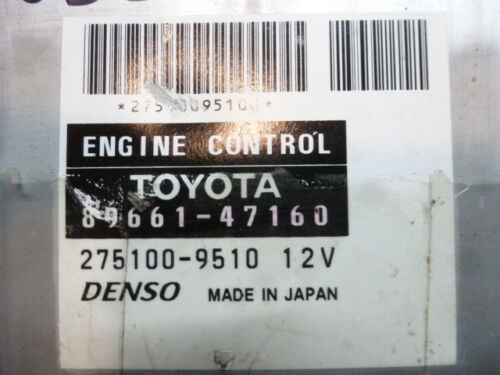 ENGINE CONTROL
TOYOTA
89661-47160
275100-9510 12V
DENSO MADE IN JAPAN